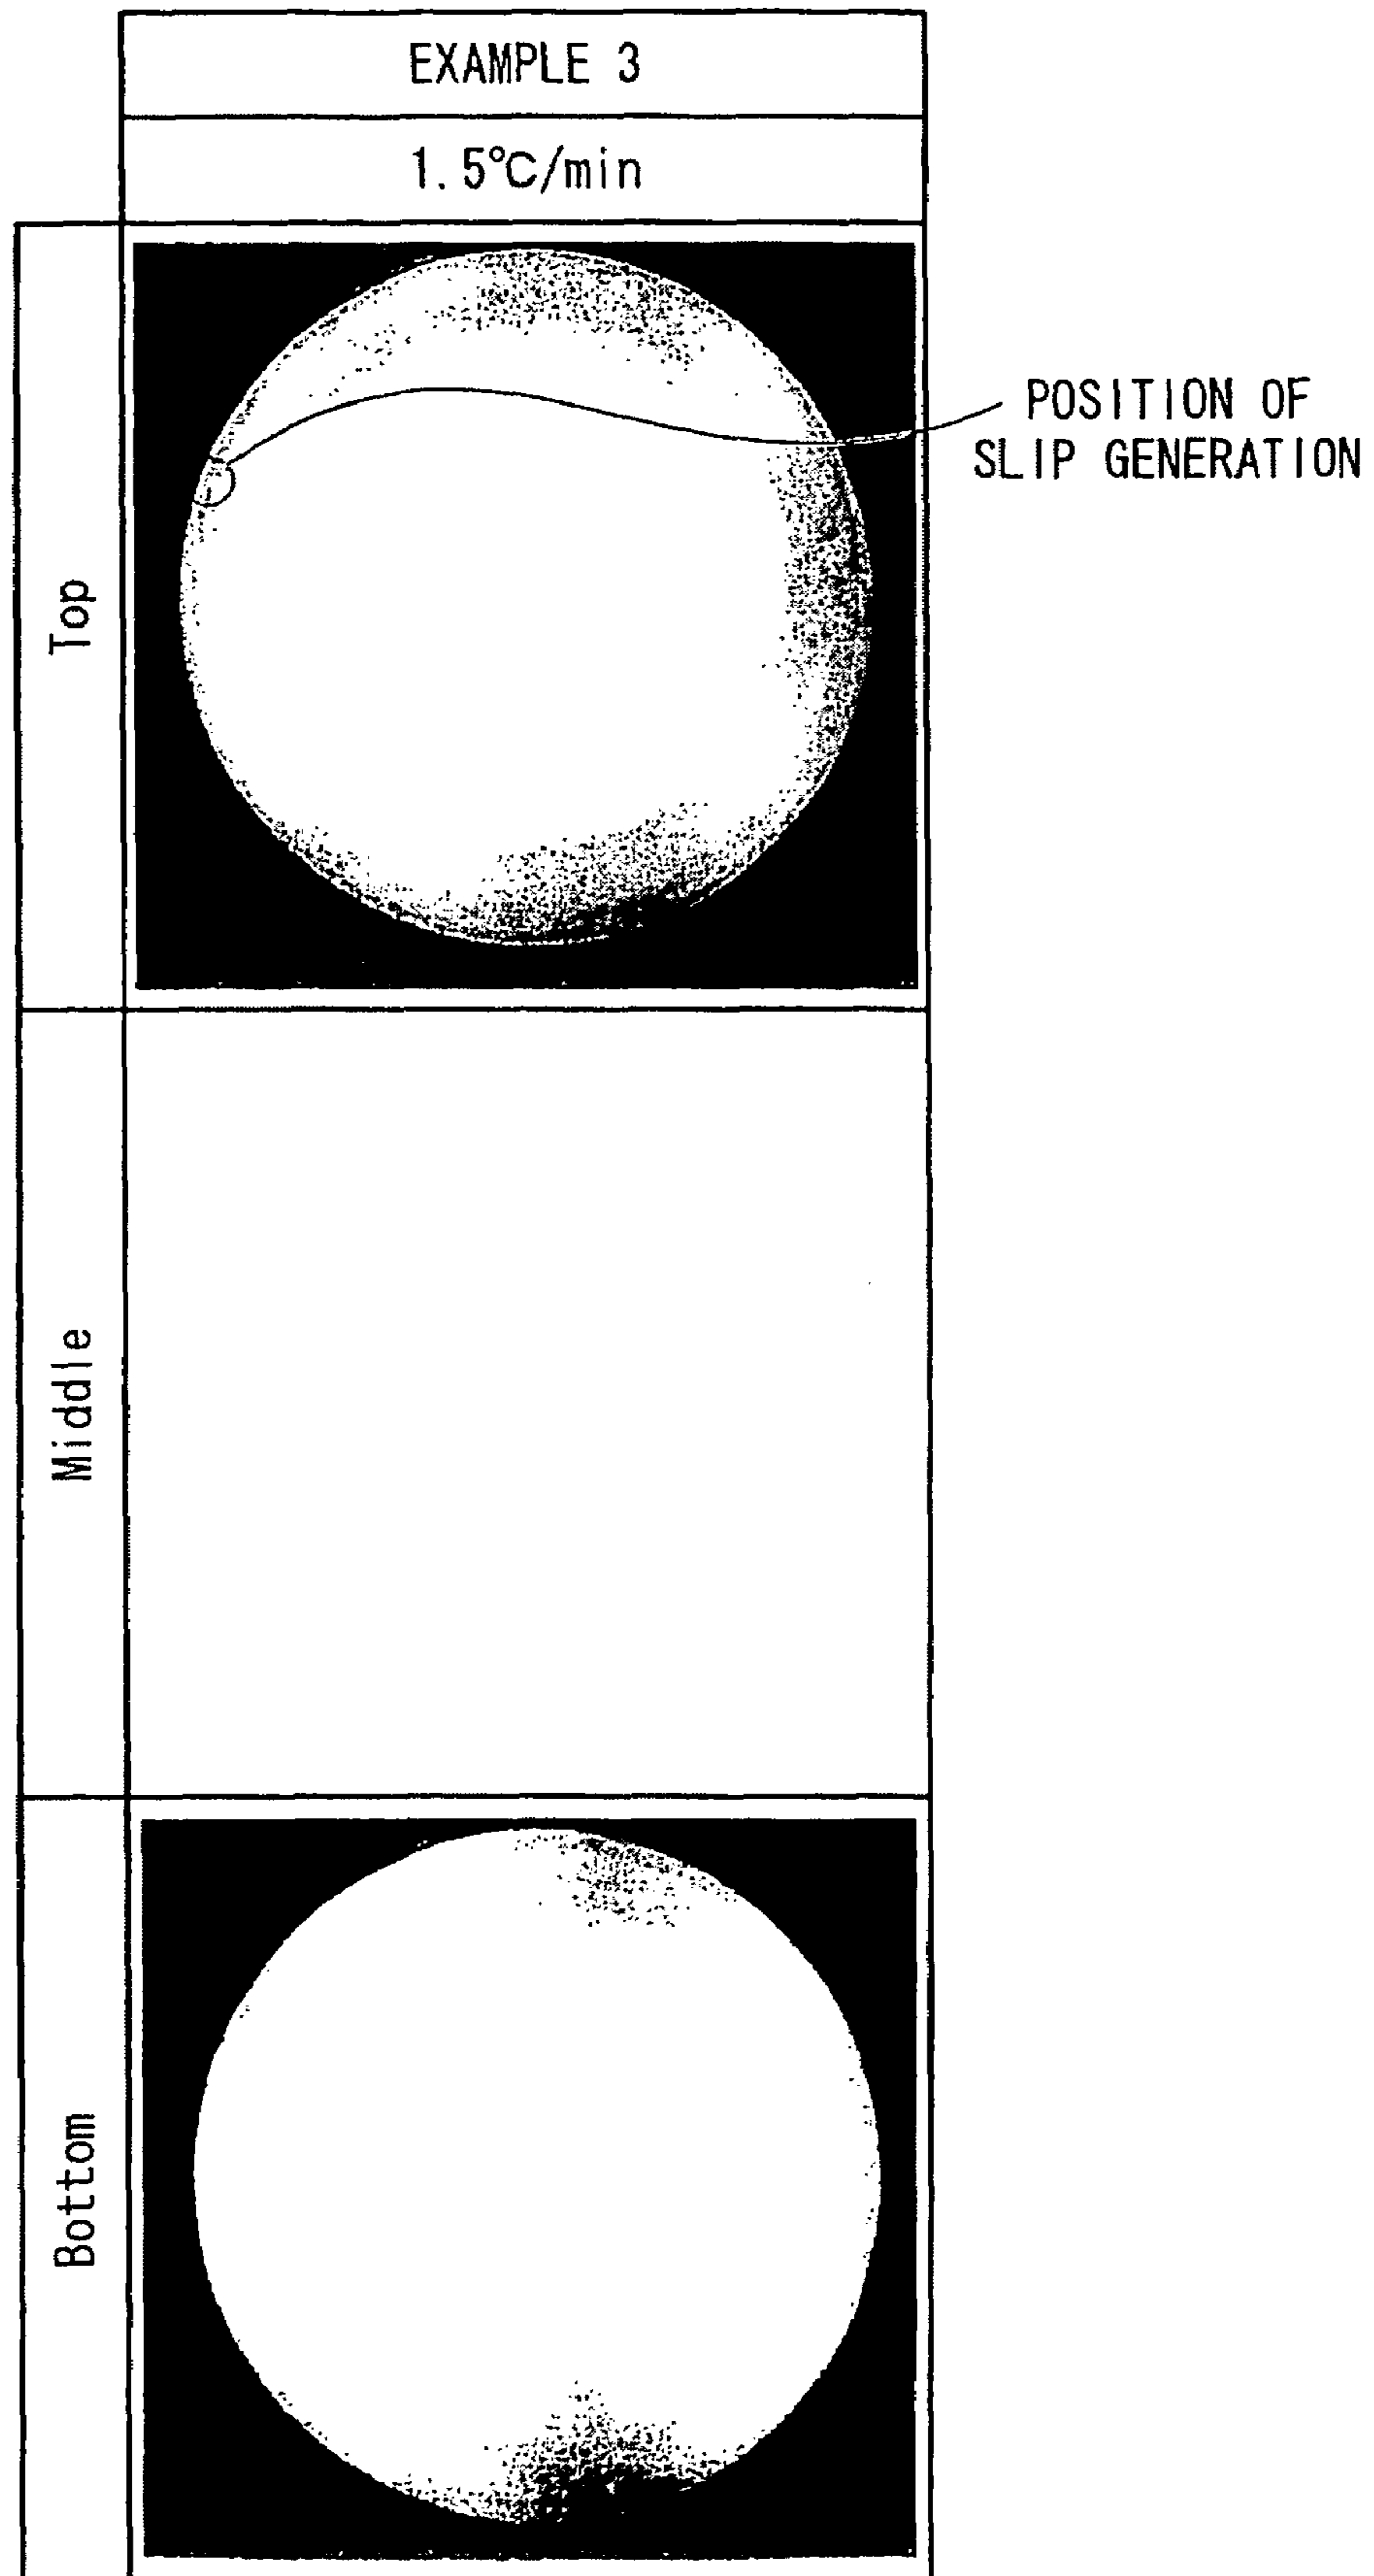 EXAMPLE 3
1.5℃/min
Top
POSITION OF
SLIP GENERATION
Middle
Bottom